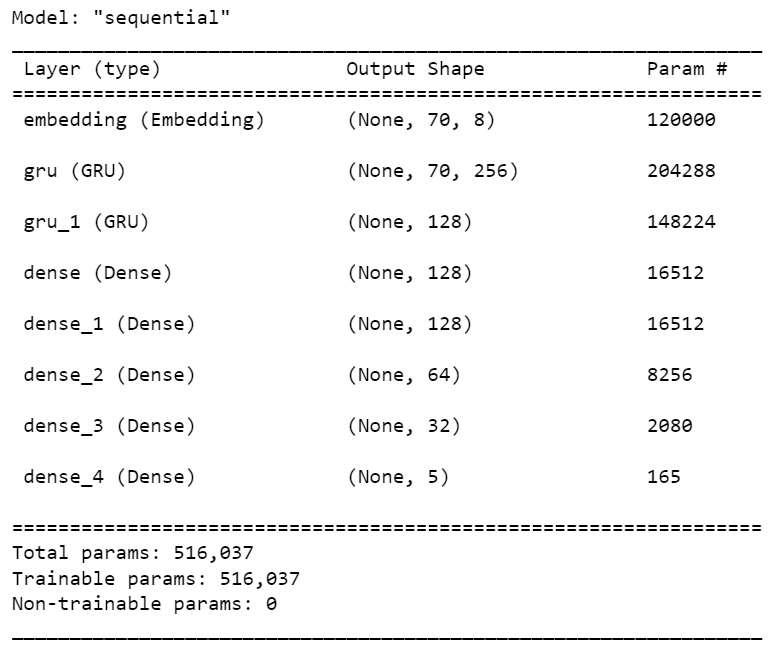 Model: "sequential"
Layer (type) Output Shape Param #
embedding (Embedding) (None, 70, 8) 120000
gru (GRU) (None, 70, 256) 204288
gru_1 (GRU) (None, 128) 148224
dense (Dense) (None, 128) 16512
dense_1 (Dense) (None, 128) 16512
dense_2 (Dense) (None, 64) 8256
dense_3 (Dense) (None, 32) 2080
dense_4 (Dense) (None, 5) 165
Total params: 516,037
Trainable params: 516,037
Non-trainable params: 0